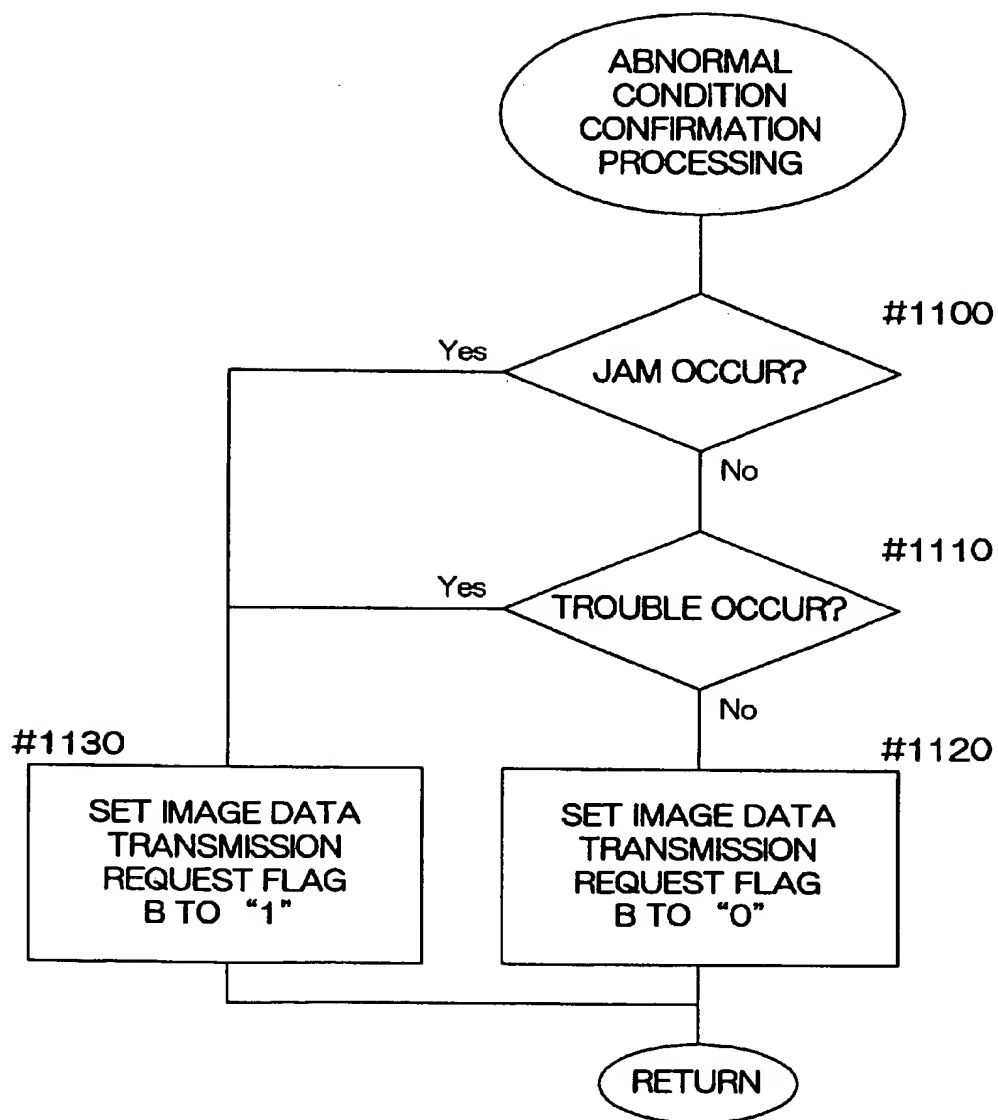 ABNORMAL
CONDITION
CONFIRMATION
PROCESSING
#1100
Yes
JAM OCCUR?
No
#1110
Yes
TROUBLE OCCUR?
No
#1130
#1120
SET IMAGE DATA
TRANSMISSION
REQUEST FLAG
B TO “1”
SET IMAGE DATA
TRANSMISSION
REQUEST FLAG
B TO “0”
RETURN